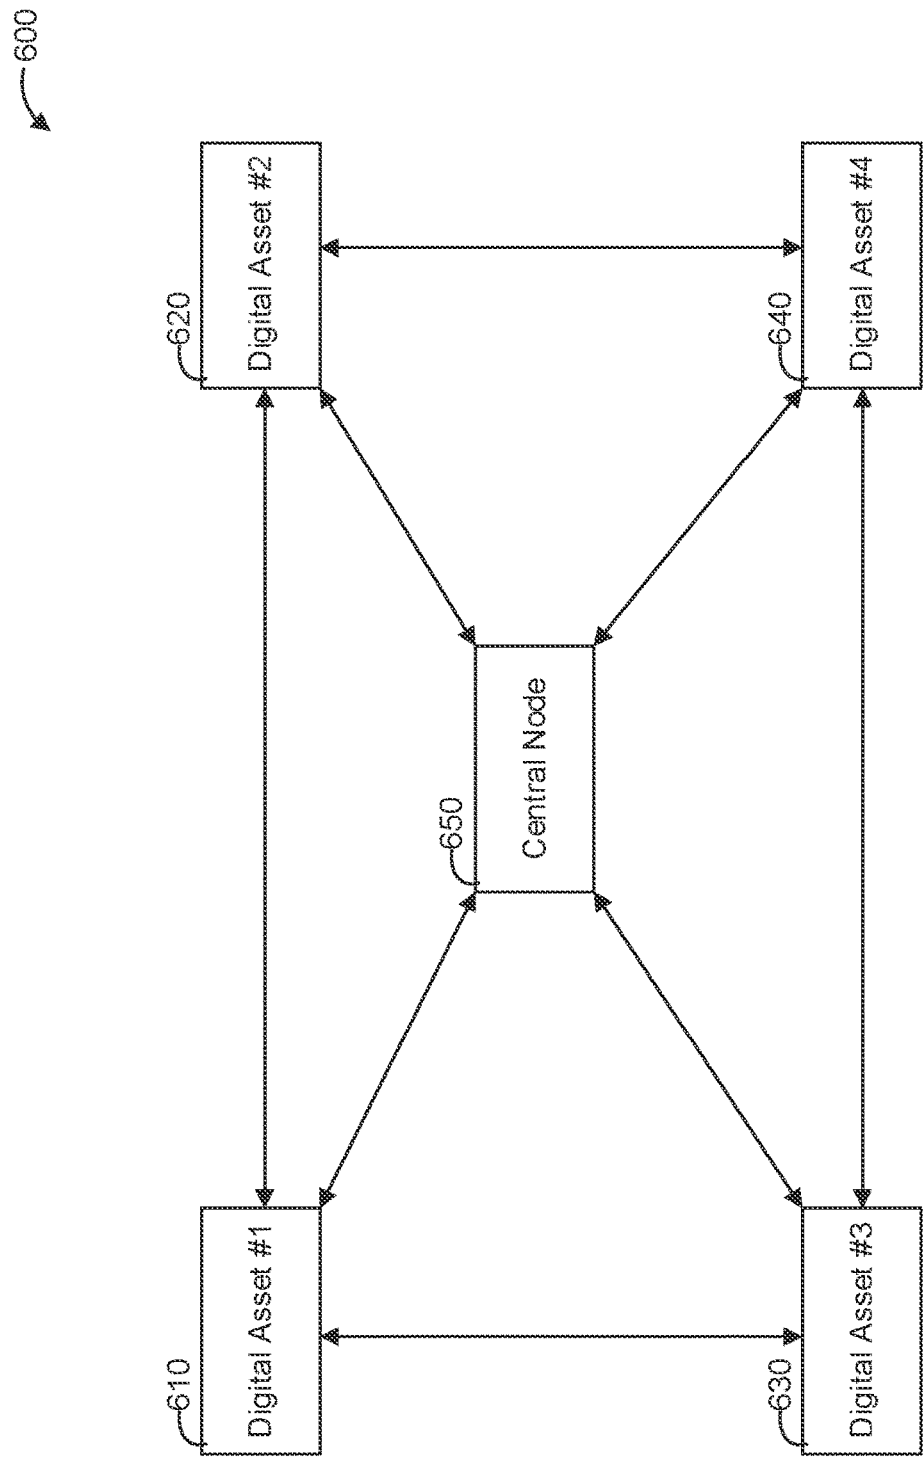 600
610
Digital Asset #1
620
Digital Asset #2
650
Central Node
630
Digital Asset #3
640
Digital Asset #4